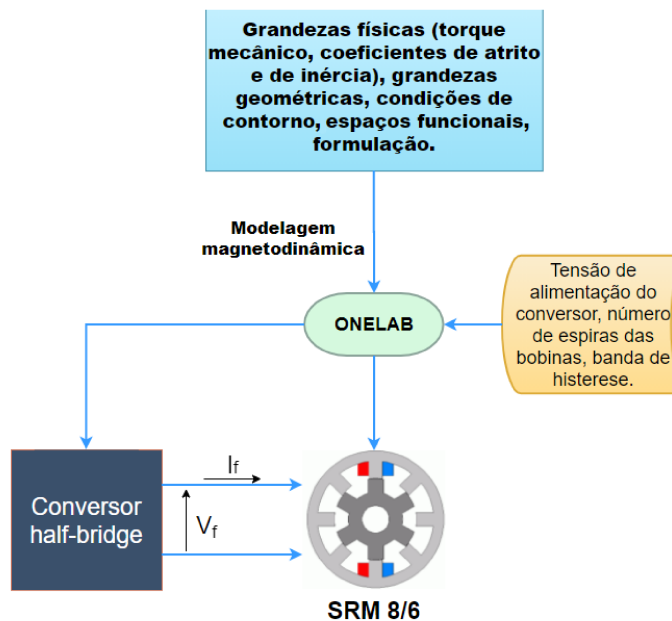 Grandezas físicas (torque
mecânico, coeficientes de atrito
e de inércia), grandezas
geométricas, condições de
contorno, espaços funcionais,
formulação.
Modelagem
magnetodinâmica
Tensão de
alimentação do
conversor, número
de espiras das
bobinas, banda de
histerese.
ONELAB
Conversor
half-bridge
If
Vf
SRM 8/6